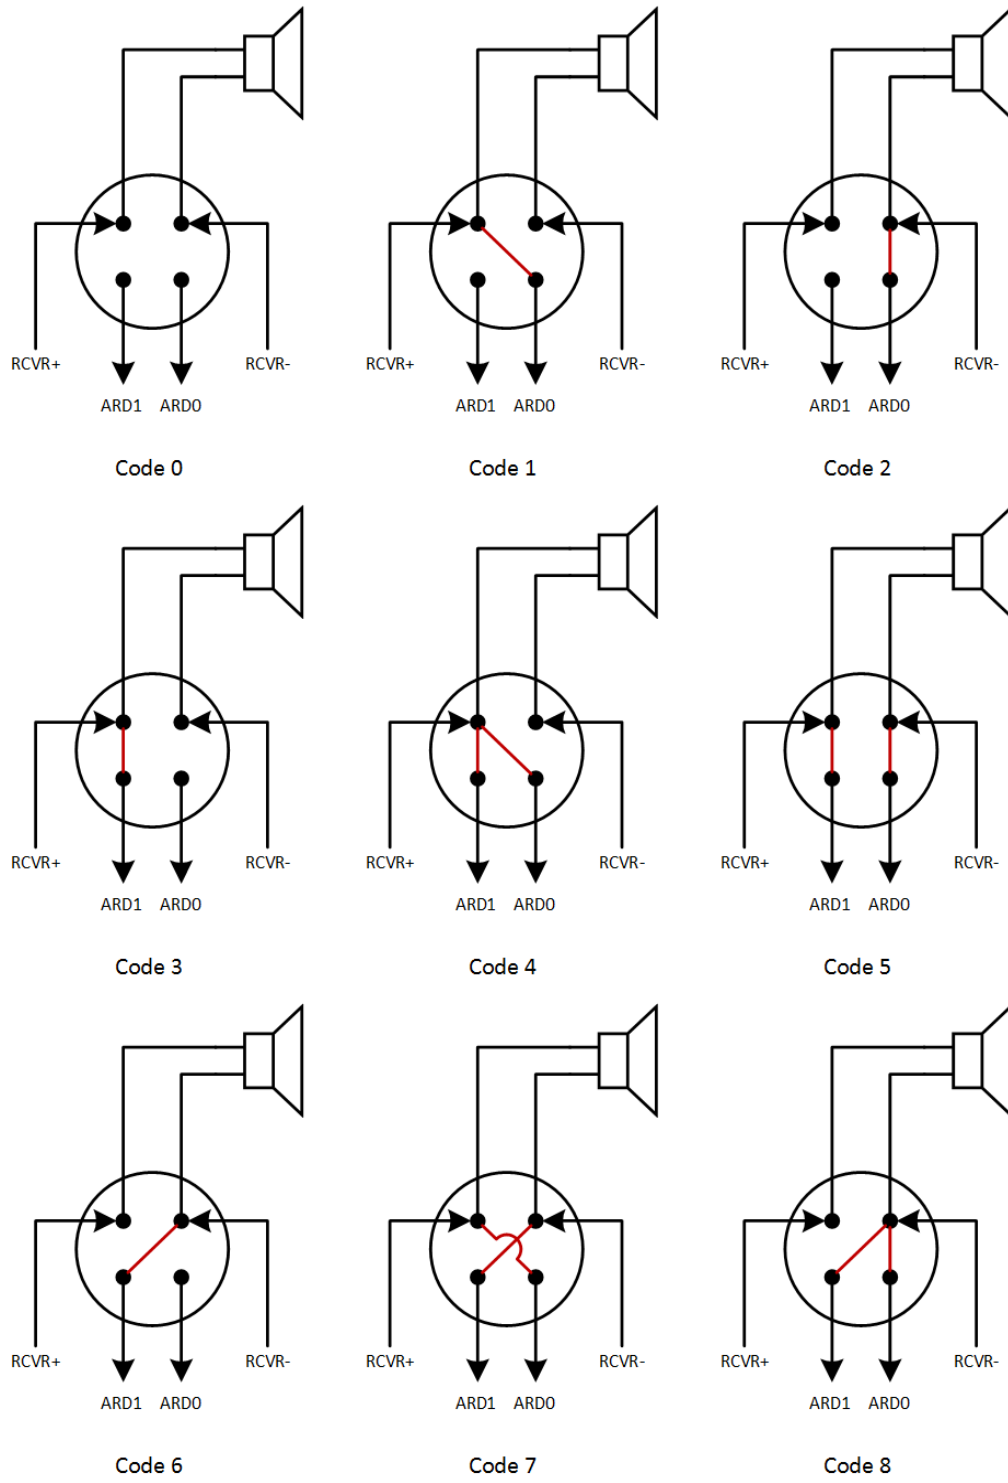 RCVR+ RCVR- RCVR+ RCVR- RCVR+ RCVR-
ARD1 ARD0 ARD1 ARD0 ARD1 ARD0
Code 0 Code 1 Code 2
RCVR+ RCVR- RCVR+ RCVR- RCVR+ RCVR-
ARD1 ARD0 ARD1 ARD0 ARD1 ARD0
Code 3 Code 4 Code 5
RCVR+ RCVR- RCVR+ RCVR- RCVR+ RCVR-
ARD1 ARD0 ARD1 ARD0 ARD1 ARD0
Code 6 Code 7 Code 8